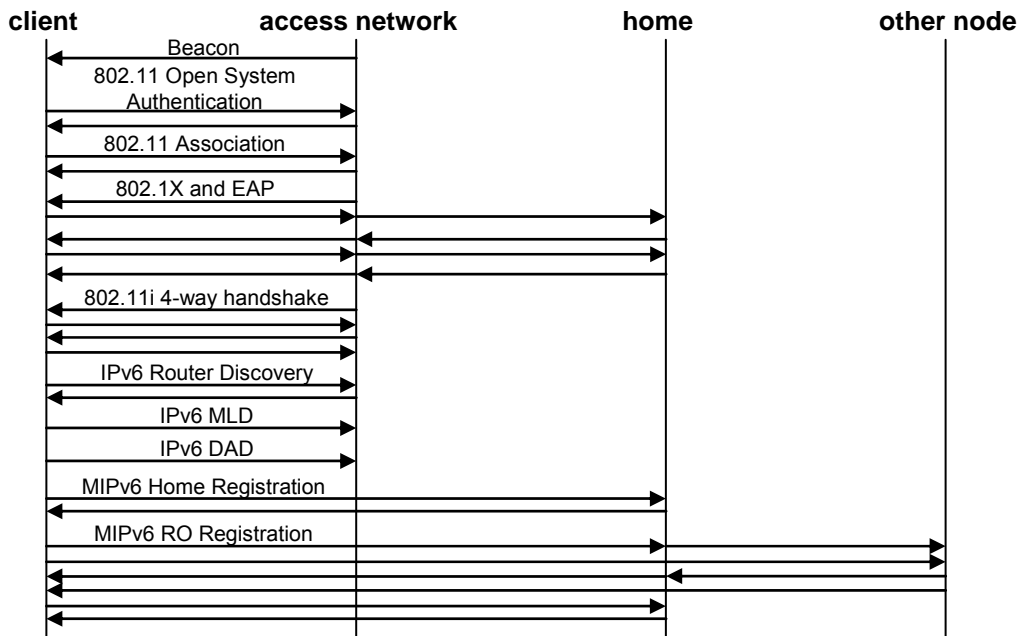 client access network home other node
Beacon
802.11 Open System
Authentication
802.11 Association
802.1X and EAP
802.11i 4-way handshake
IPv6 Router Discovery
IPv6 MLD
IPv6 DAD
MIPv6 Home Registration
MIPv6 RO Registration